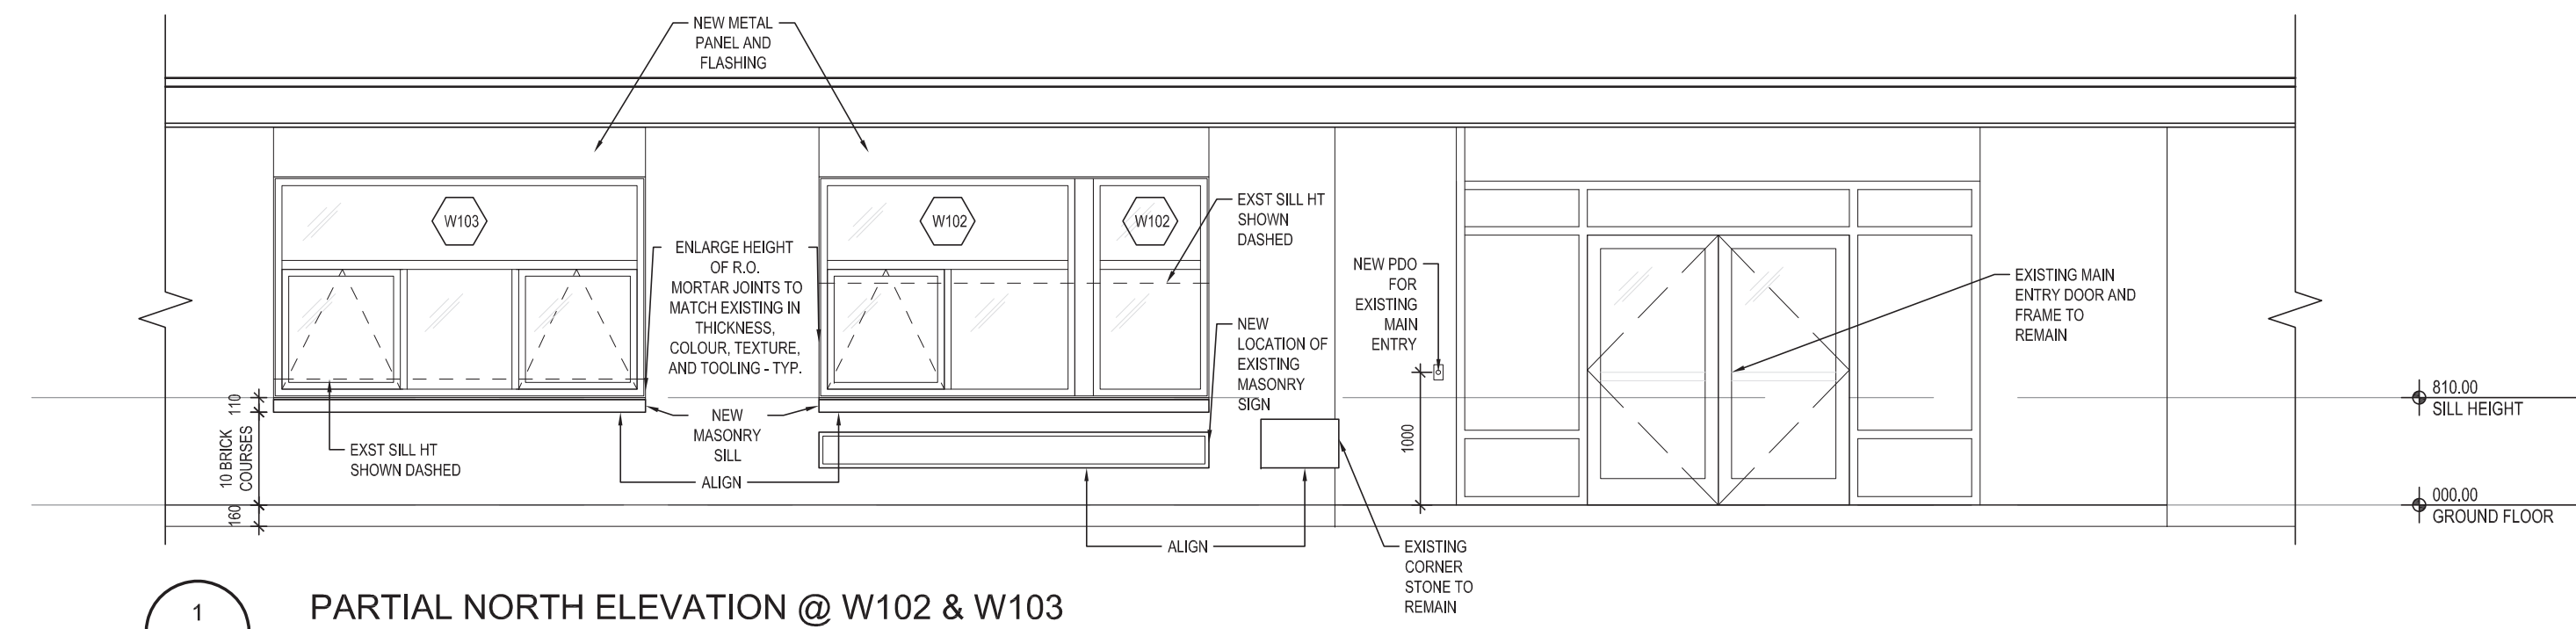 NEW METAL
PANEL AND
FLASHING
W103
W102
W102
EXST SILL HT
SHOWN
DASHED
ENLARGE HEIGHT
OF R.O.
MORTAR JOINTS TO
MATCH EXISTING IN
THICKNESS,
COLOUR, TEXTURE,
AND TOOLING - TYP.
NEW PDO
FOR
EXISTING
MAIN
ENTRY
EXISTING MAIN
ENTRY DOOR AND
FRAME TO
REMAIN
NEW
LOCATION OF
EXISTING
MASONRY
SIGN
110
10 BRICK
COURSES
160
EXST SILL HT
SHOWN DASHED
NEW
MASONRY
SILL
ALIGN
1000
810.00
SILL HEIGHT
000.00
GROUND FLOOR
ALIGN
EXISTING
CORNER
STONE TO
REMAIN
1
PARTIAL NORTH ELEVATION @ W102 & W103